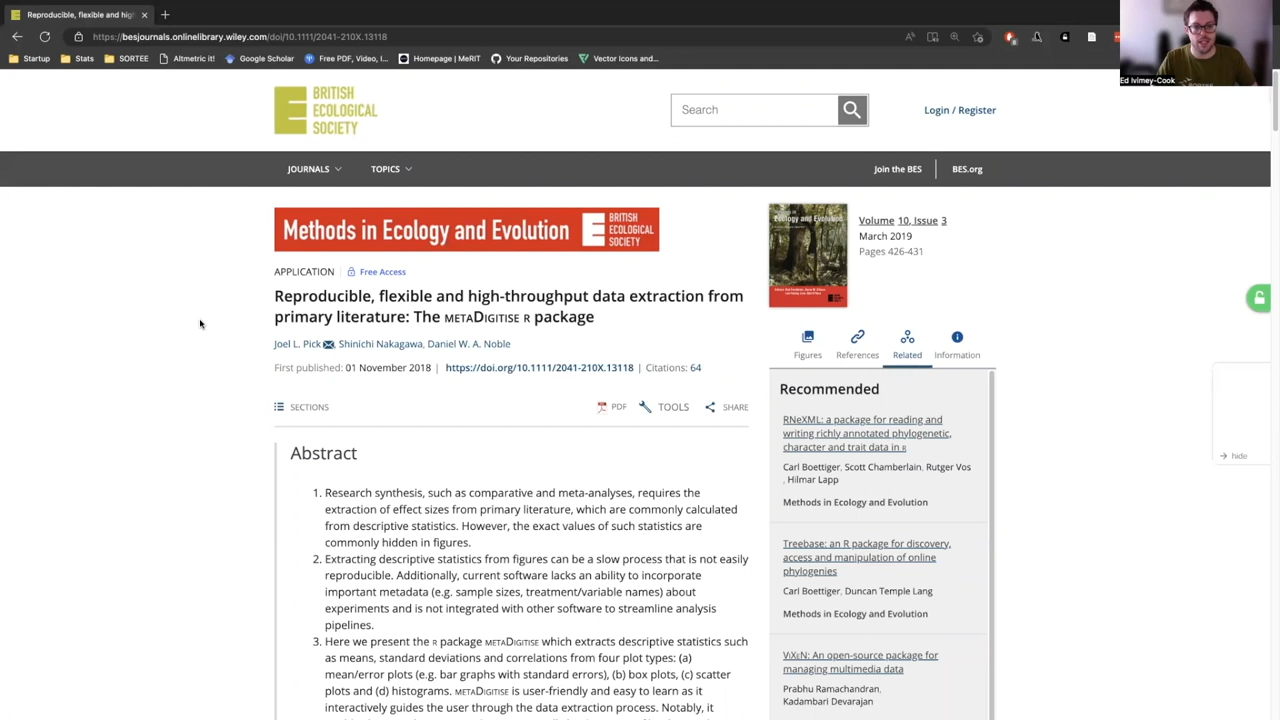 Reproducible, flexible and high
https://besjournals.onlinelibrary.wiley.com/doi/10.1111/2041-210X.13118
Startup
Stats
SORTEE
Altmetric it!
Google Scholar
Free PDF, Video, I...
Homepage | MeRIT
Your Repositories
Vector Icons and...
Ed Ivimey-Cook
BRITISH
ECOLOGICAL
SOCIETY
Search
Login / Register
JOURNALS
TOPICS
Join the BES
BES.org
Methods in Ecology and Evolution
BRITISH
ECOLOGICAL
SOCIETY
Ecology and Evolution
Volume 10, Issue 3
March 2019
Pages 426-431
APPLICATION | Free Access
Reproducible, flexible and high-throughput data extraction from
primary literature: The METADIGITISE R package
Joel L. Pick, Shinichi Nakagawa, Daniel W. A. Noble
First published: 01 November 2018 | https://doi.org/10.1111/2041-210X.13118 | Citations: 64
SECTIONS
PDF
TOOLS
SHARE
Abstract
1. Research synthesis, such as comparative and meta-analyses, requires the
extraction of effect sizes from primary literature, which are commonly calculated
from descriptive statistics. However, the exact values of such statistics are
commonly hidden in figures.
2. Extracting descriptive statistics from figures can be a slow process that is not easily
reproducible. Additionally, current software lacks an ability to incorporate
important metadata (e.g. sample sizes, treatment/variable names) about
experiments and is not integrated with other software to streamline analysis
pipelines.
3. Here we present the R package METADIGITISE which extracts descriptive statistics such
as means, standard deviations and correlations from four plot types: (a)
mean/error plots (e.g. bar graphs with standard errors), (b) box plots, (c) scatter
plots and (d) histograms. METADIGITISE is user-friendly and easy to learn as it
interactively guides the user through the data extraction process. Notably, it
Figures
References
Related
Information
Recommended
RNeXML: a package for reading and
writing richly annotated phylogenetic,
character and trait data in R
Carl Boettiger, Scott Chamberlain, Rutger Vos
, Hilmar Lapp
Methods in Ecology and Evolution
Treebase: an R package for discovery,
access and manipulation of online
phylogenies
Carl Boettiger, Duncan Temple Lang
Methods in Ecology and Evolution
ViXeN: An open-source package for
managing multimedia data
Prabhu Ramachandran,
Kadambari Devarajan
hide